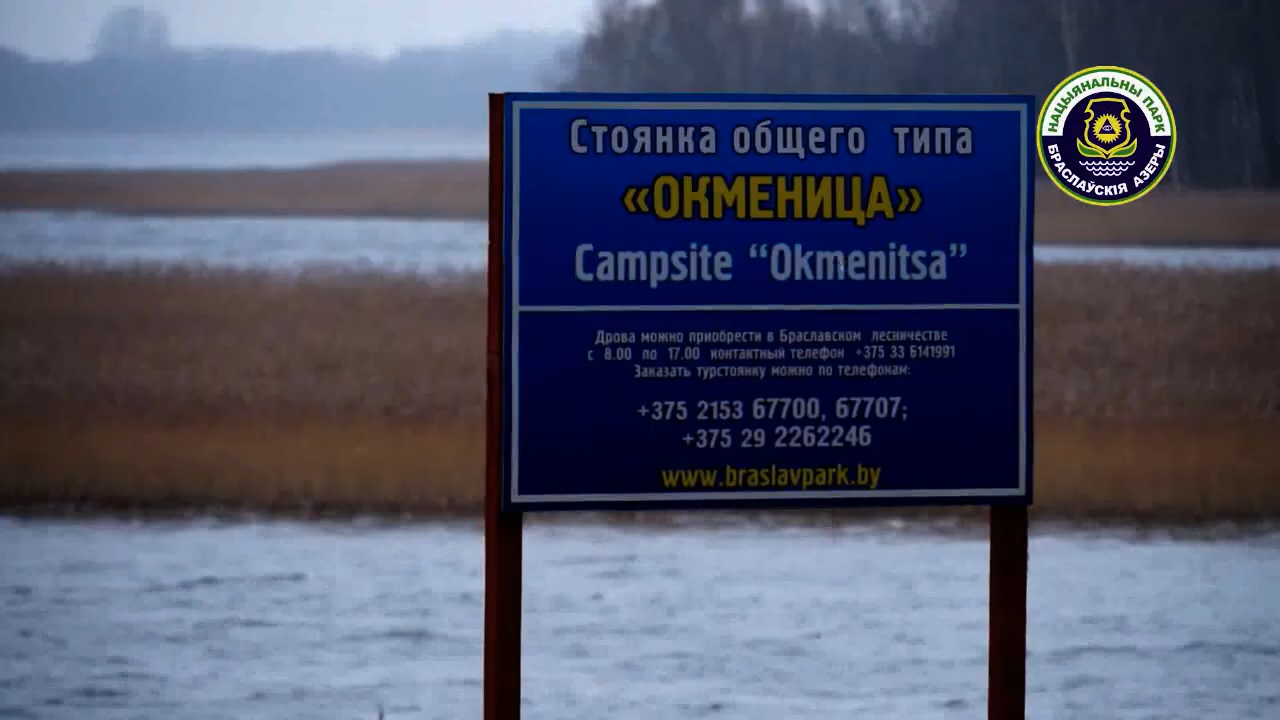 Стоянка общего типа
«ОКМЕНИЦА»
Campsite “Okmenitsa”
Дрова можно приобрести в Браславском лесничестве
с 8.00 по 17.00 контактный телефон +375 33 6141991
Заказать турстоянку можно по телефонам:
+375 2153 67700, 67707;
+375 29 2262246
www.braslavpark.by
НАЦЫЯНАЛЬНЫ ПАРК
БРАСЛАЎСКІЯ АЗЕРЫ